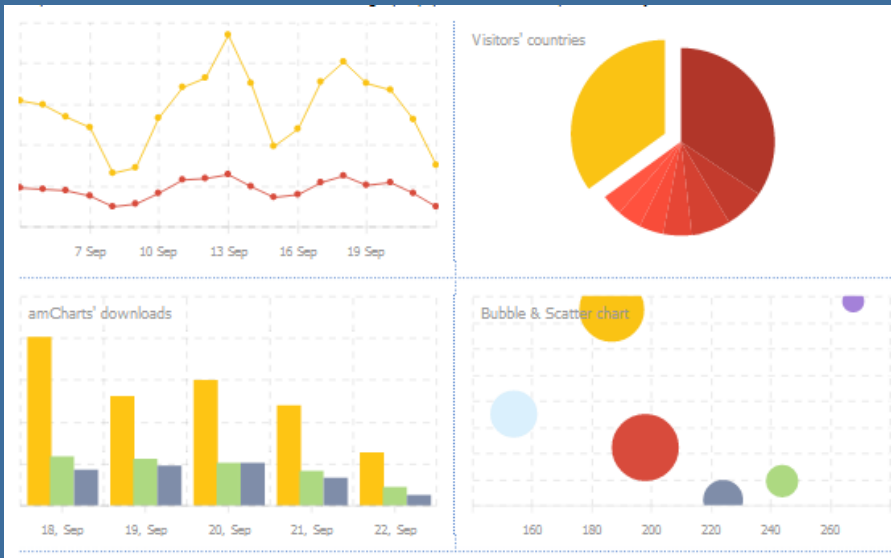 7 Sep 10 Sep 13 Sep 16 Sep 19 Sep
Visitors' countries
amCharts' downloads
18, Sep 19, Sep 20, Sep 21, Sep 22, Sep
Bubble & Scatter chart
160 180 200 220 240 260